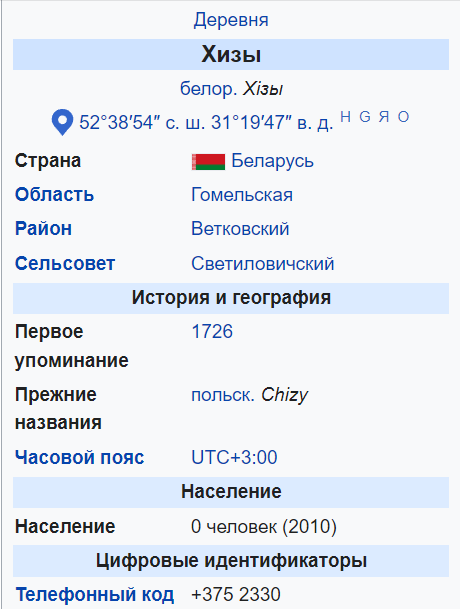 Деревня
Хизы
белор. Хізы
52°38′54″ с. ш. 31°19′47″ в. д. H G Я O
Страна Беларусь
Область Гомельская
Район Ветковский
Сельсовет Светиловичский
История и география
Первое упоминание 1726
Прежние названия польск. Chizy
Часовой пояс UTC+3:00
Население
Население 0 человек (2010)
Цифровые идентификаторы
Телефонный код +375 2330